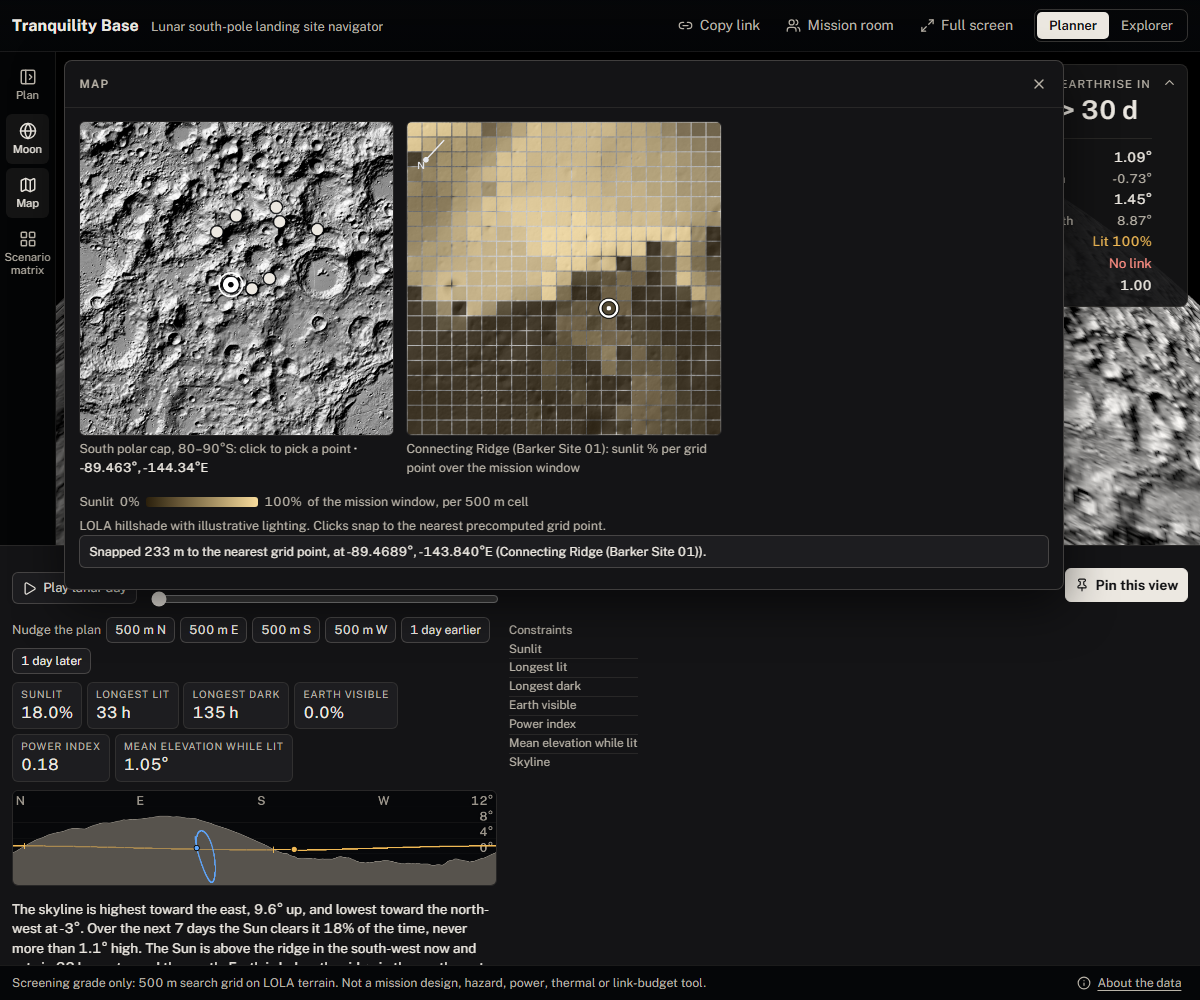 Tranquility Base
Lunar south-pole landing site navigator
Copy link
Mission room
Full screen
Planner
Explorer
Plan
Moon
Map
Scenario
matrix
MAP
EARTHRISE IN
> 30 d
1.09°
-0.73°
1.45°
8.87°
Lit 100%
No link
1.00
N
South polar cap, 80–90°S: click to pick a point ·
-89.463°, -144.34°E
Connecting Ridge (Barker Site 01): sunlit % per grid
point over the mission window
Sunlit 0% 100% of the mission window, per 500 m cell
LOLA hillshade with illustrative lighting. Clicks snap to the nearest precomputed grid point.
Snapped 233 m to the nearest grid point, at -89.4689°, -143.840°E (Connecting Ridge (Barker Site 01)).
Play lunar day
Pin this view
Nudge the plan
500 m N
500 m E
500 m S
500 m W
1 day earlier
1 day later
SUNLIT
18.0%
LONGEST LIT
33 h
LONGEST DARK
135 h
EARTH VISIBLE
0.0%
POWER INDEX
0.18
MEAN ELEVATION WHILE LIT
1.05°
Constraints
Sunlit
Longest lit
Longest dark
Earth visible
Power index
Mean elevation while lit
Skyline
N E S W 12°
8°
4°
0°
The skyline is highest toward the east, 9.6° up, and lowest toward the north-
west at -3°. Over the next 7 days the Sun clears it 18% of the time, never
more than 1.1° high. The Sun is above the ridge in the south-west now and
Screening grade only: 500 m search grid on LOLA terrain. Not a mission design, hazard, power, thermal or link-budget tool.
About the data